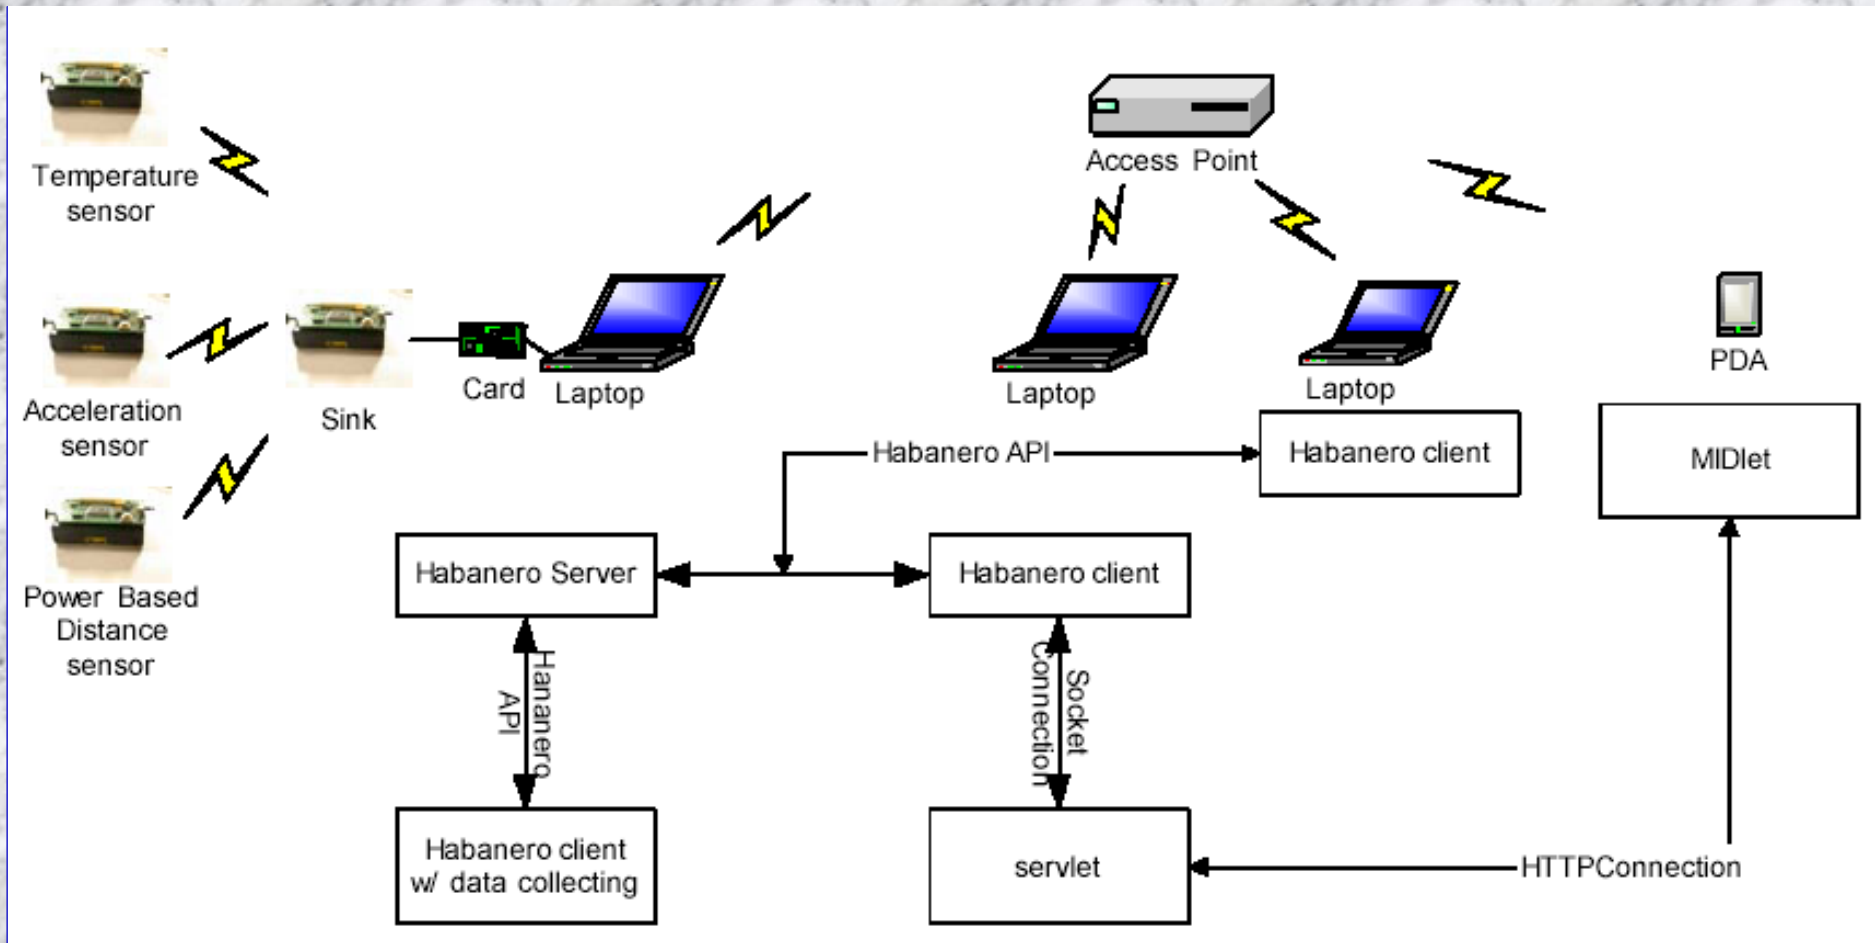 Temperature
sensor
Access Point
Acceleration
sensor
Sink
Card
Laptop
Laptop
Laptop
PDA
Power Based
Distance
sensor
Habanero API
Habanero client
MIDlet
Habanero Server
Habanero client
Hananero
API
Socket
Connection
Habanero client
w/ data collecting
servlet
HTTPConnection